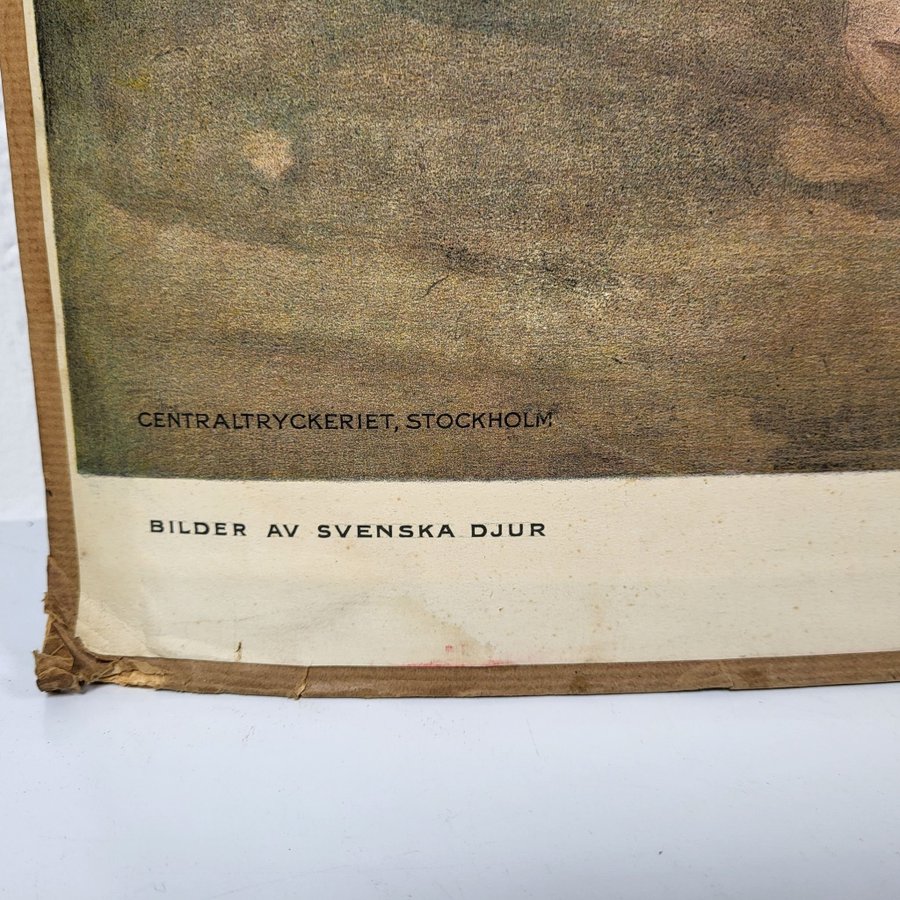 CENTRALTRYCKERIET, STOCKHOLM
BILDER AV SVENSKA DJUR